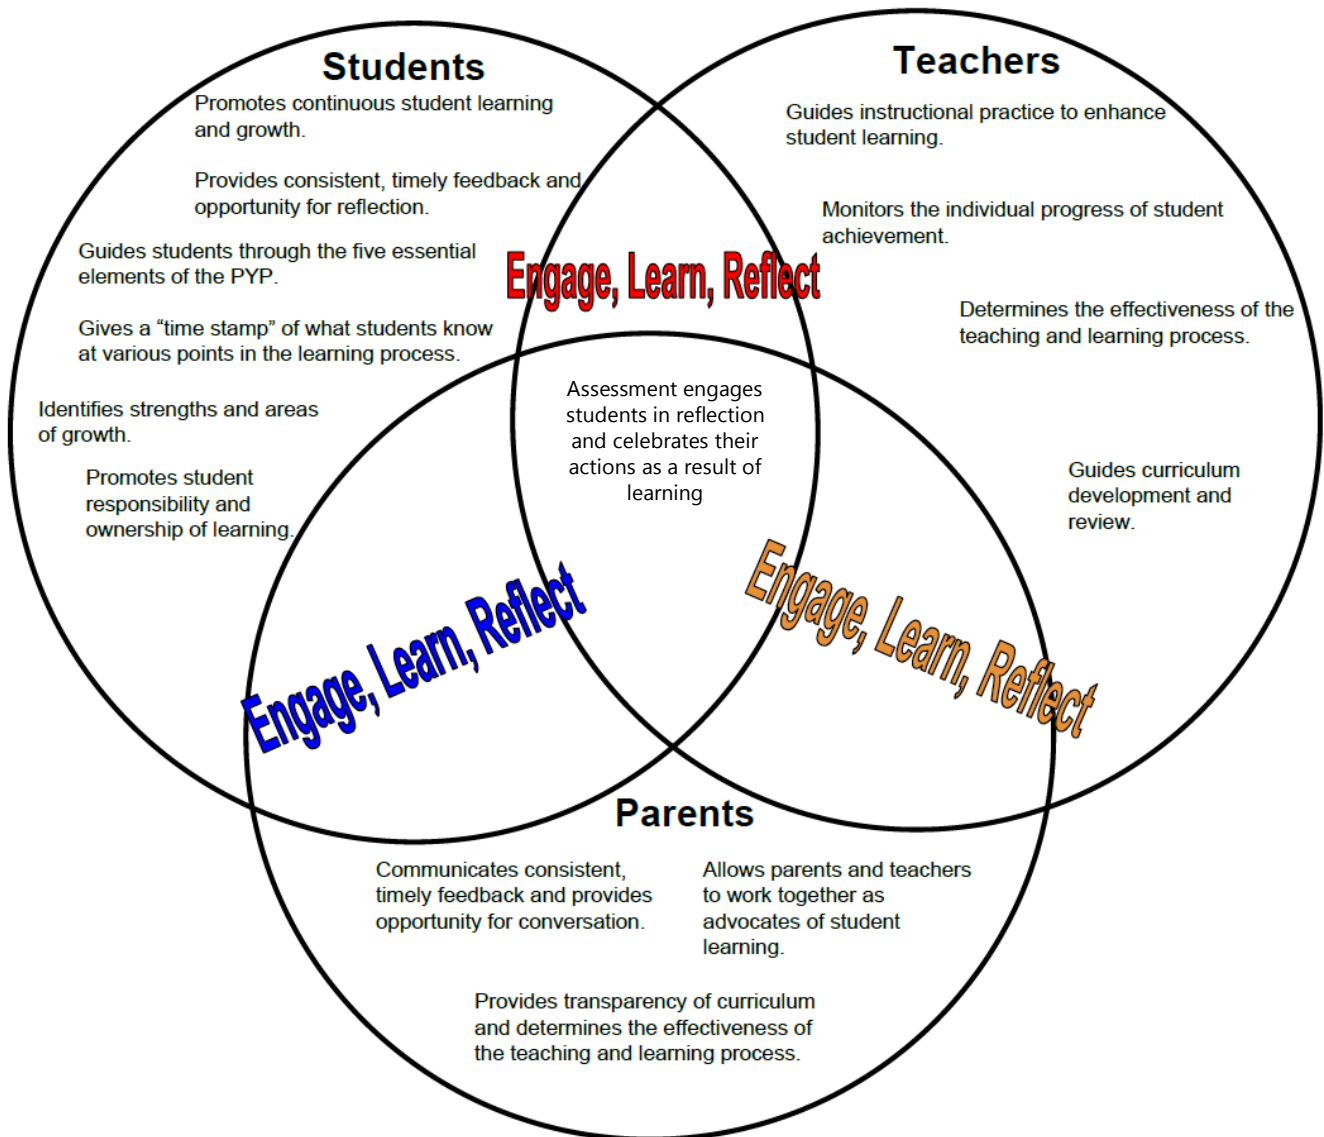 Students
Promotes continuous student learning
and growth.
Provides consistent, timely feedback and
opportunity for reflection.
Guides students through the five essential
elements of the PYP.
Gives a “time stamp” of what students know
at various points in the learning process.
Identifies strengths and areas
of growth.
Promotes student
responsibility and
ownership of learning.
Teachers
Guides instructional practice to enhance
student learning.
Monitors the individual progress of student
achievement.
Determines the effectiveness of the
teaching and learning process.
Guides curriculum
development and
review.
Engage, Learn, Reflect
Assessment engages
students in reflection
and celebrates their
actions as a result of
learning
Engage, Learn, Reflect
Engage, Learn, Reflect
Parents
Communicates consistent,
timely feedback and provides
opportunity for conversation.
Allows parents and teachers
to work together as
advocates of student
learning.
Provides transparency of curriculum
and determines the effectiveness of
the teaching and learning process.